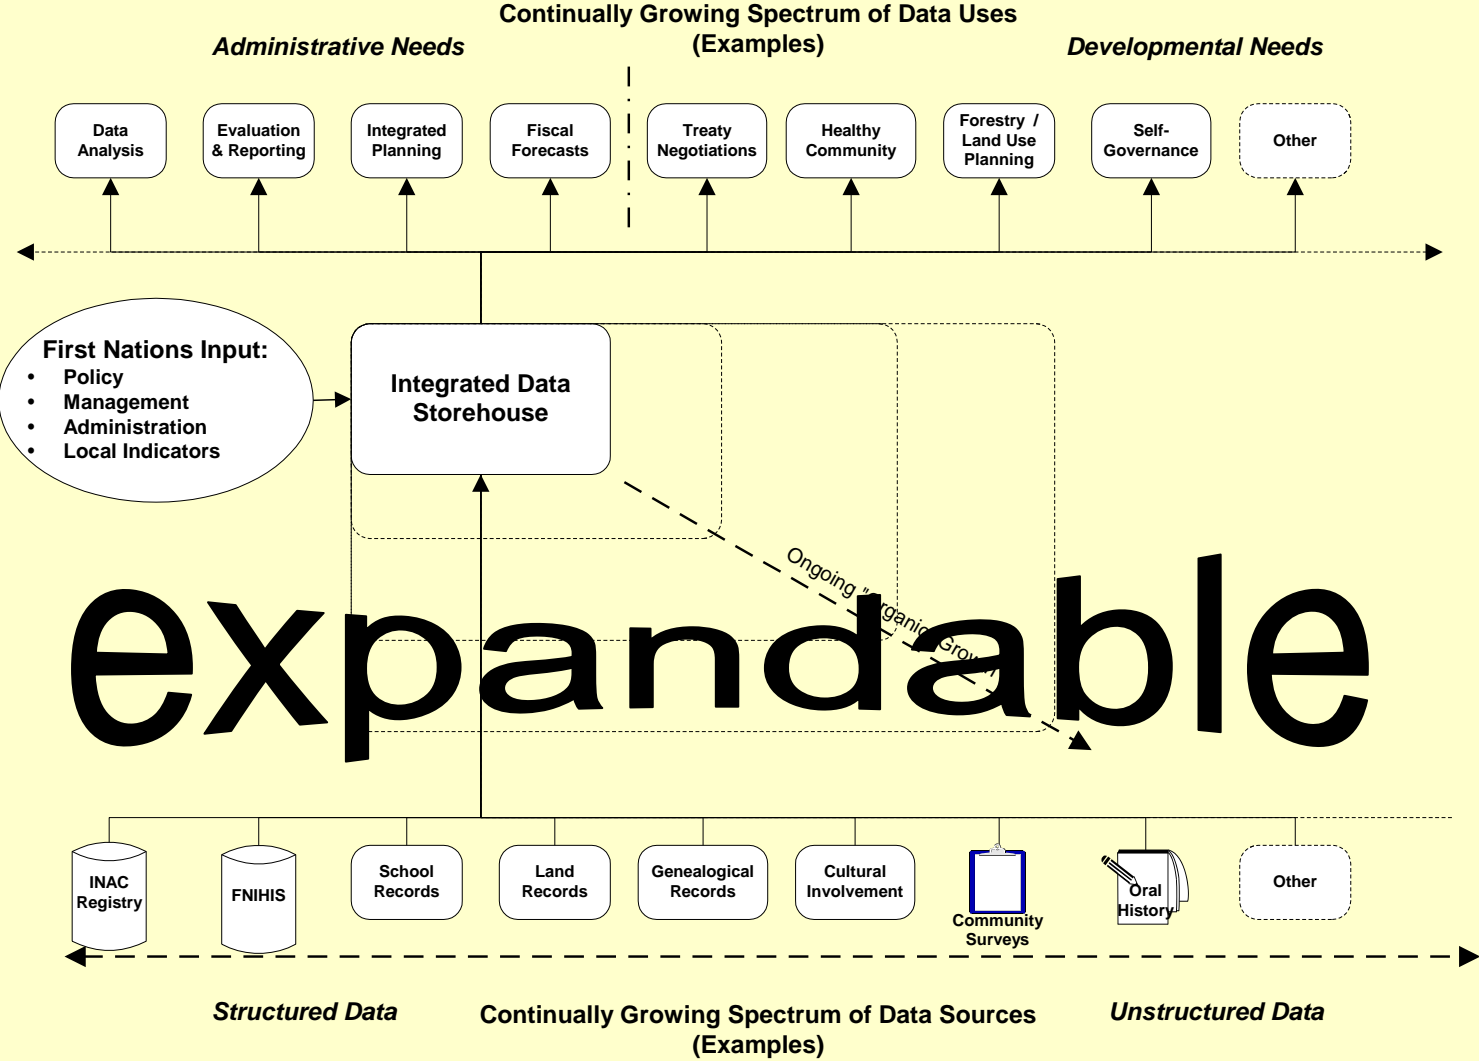 Continually Growing Spectrum of Data Uses
(Examples)
Administrative Needs
Developmental Needs
Data
Analysis
Evaluation
& Reporting
Integrated
Planning
Fiscal
Forecasts
Treaty
Negotiations
Healthy
Community
Forestry /
Land Use
Planning
Self-
Governance
Other
First Nations Input:
• Policy
• Management
• Administration
• Local Indicators
Integrated Data
Storehouse
Ongoing "Organic" Growth
expandable
INAC
Registry
FNIHIS
School
Records
Land
Records
Genealogical
Records
Cultural
Involvement
Community
Surveys
Oral
History
Other
Structured Data
Continually Growing Spectrum of Data Sources
(Examples)
Unstructured Data